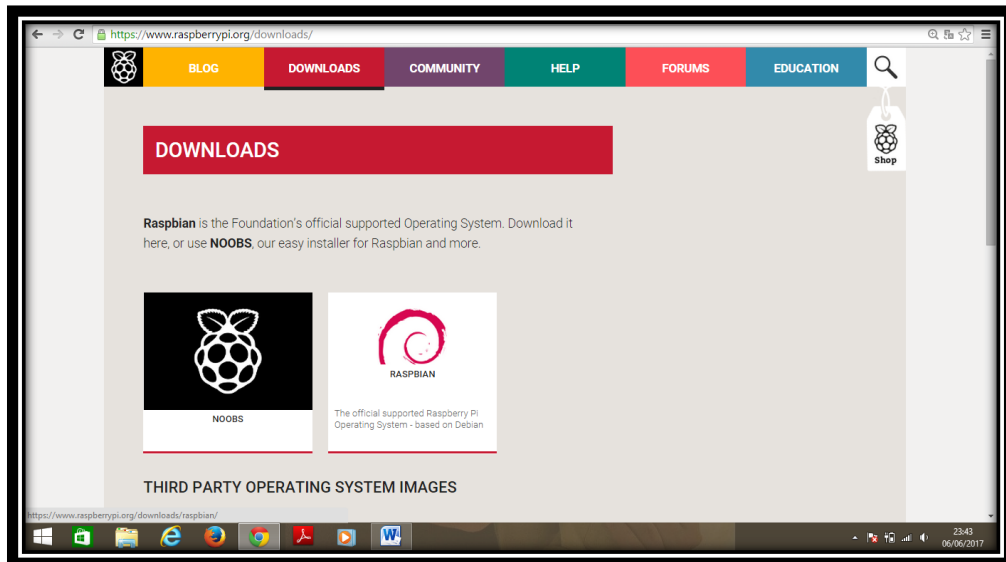 https://www.raspberrypi.org/downloads/
BLOG
DOWNLOADS
COMMUNITY
HELP
FORUMS
EDUCATION
Shop
DOWNLOADS
Raspbian is the Foundation's official supported Operating System. Download it
here, or use NOOBS, our easy installer for Raspbian and more.
NOOBS
RASPBIAN
The official supported Raspberry Pi
Operating System - based on Debian
THIRD PARTY OPERATING SYSTEM IMAGES
https://www.raspberrypi.org/downloads/raspbian/
23:43
06/06/2017